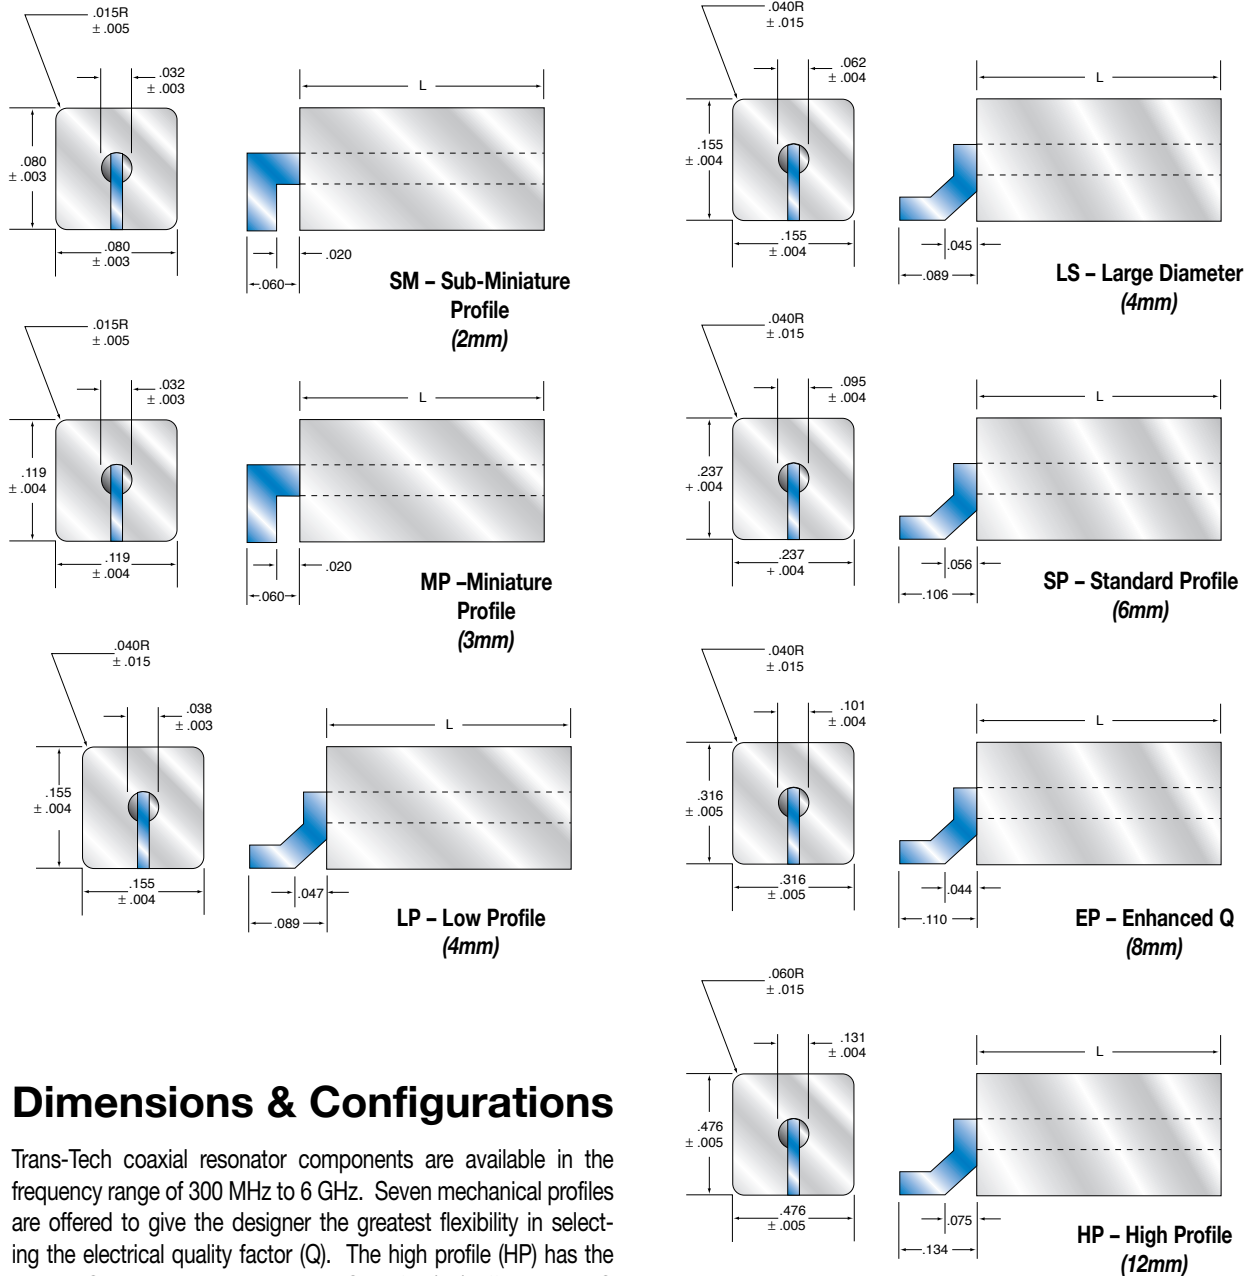 .015R
± .005
.032
± .003
L
.080
± .003
.080
± .003
.020
.060
SM – Sub-Miniature
Profile
(2mm)
.015R
± .005
.032
± .003
L
.119
± .004
.119
± .004
.020
.060
MP –Miniature
Profile
(3mm)
.040R
± .015
.038
± .003
L
.155
± .004
.155
± .004
.047
.089
LP – Low Profile
(4mm)
Dimensions & Configurations
Trans-Tech coaxial resonator components are available in the
frequency range of 300 MHz to 6 GHz. Seven mechanical profiles
are offered to give the designer the greatest flexibility in select-
ing the electrical quality factor (Q). The high profile (HP) has the
.040R
± .015
.062
± .004
L
.155
± .004
.155
± .004
.045
.089
LS – Large Diameter
(4mm)
.040R
± .015
.095
± .004
L
.237
+ .004
.237
+ .004
.056
.106
SP – Standard Profile
(6mm)
.040R
± .015
.101
± .004
L
.316
± .005
.316
± .005
.044
.110
EP – Enhanced Q
(8mm)
.060R
± .015
.131
± .004
L
.476
± .005
.476
± .005
.075
.134
HP – High Profile
(12mm)